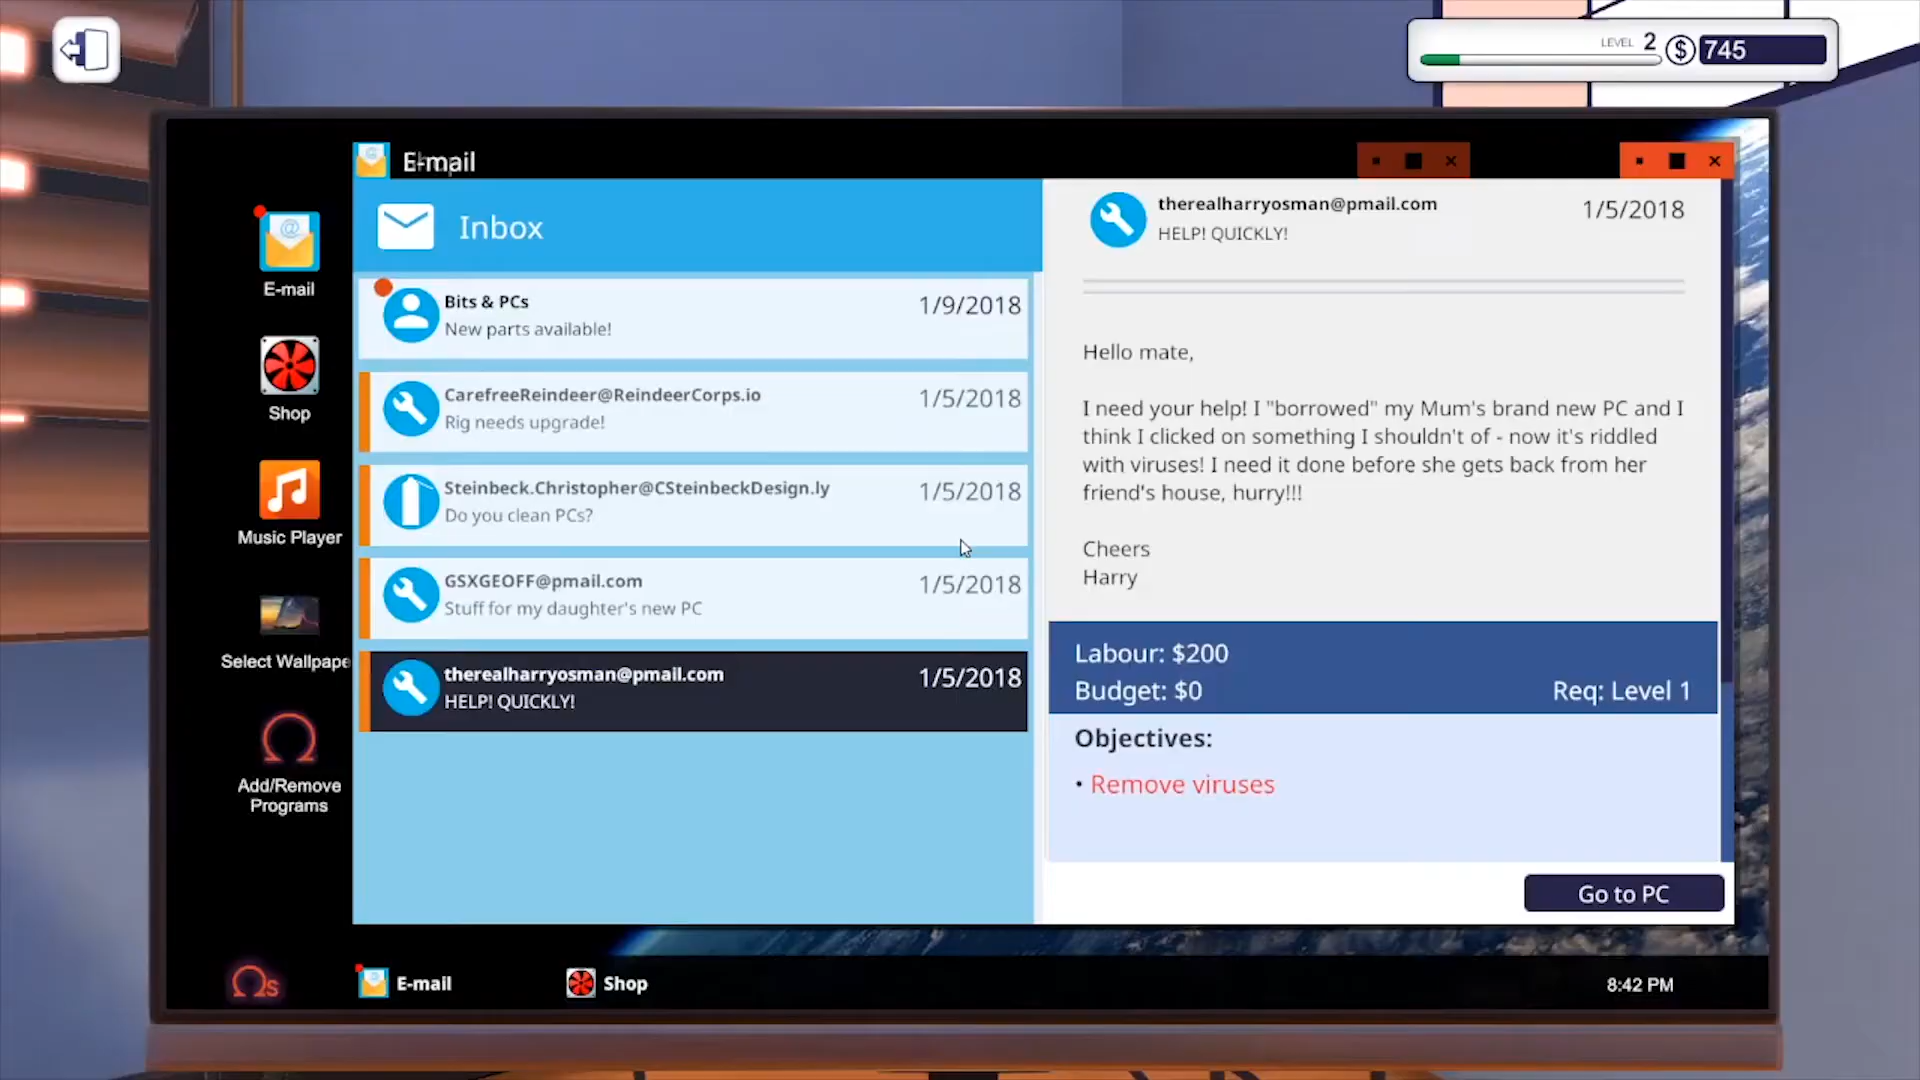 LEVEL 2 $ 745
E-mail
Inbox
E-mail
Shop
Music Player
Select Wallpape
Add/Remove
Programs
Bits & PCs 1/9/2018
New parts available!
CarefreeReindeer@ReindeerCorps.io 1/5/2018
Rig needs upgrade!
Steinbeck.Christopher@CSteinbeckDesign.ly 1/5/2018
Do you clean PCs?
GSXGEOFF@pmail.com 1/5/2018
Stuff for my daughter's new PC
therealharryosman@pmail.com 1/5/2018
HELP! QUICKLY!
therealharryosman@pmail.com 1/5/2018
HELP! QUICKLY!
Hello mate,
I need your help! I "borrowed" my Mum's brand new PC and I
think I clicked on something I shouldn't of - now it's riddled
with viruses! I need it done before she gets back from her
friend's house, hurry!!!
Cheers
Harry
Labour: $200
Budget: $0 Req: Level 1
Objectives:
• Remove viruses
Go to PC
Ωs E-mail Shop 8:42 PM